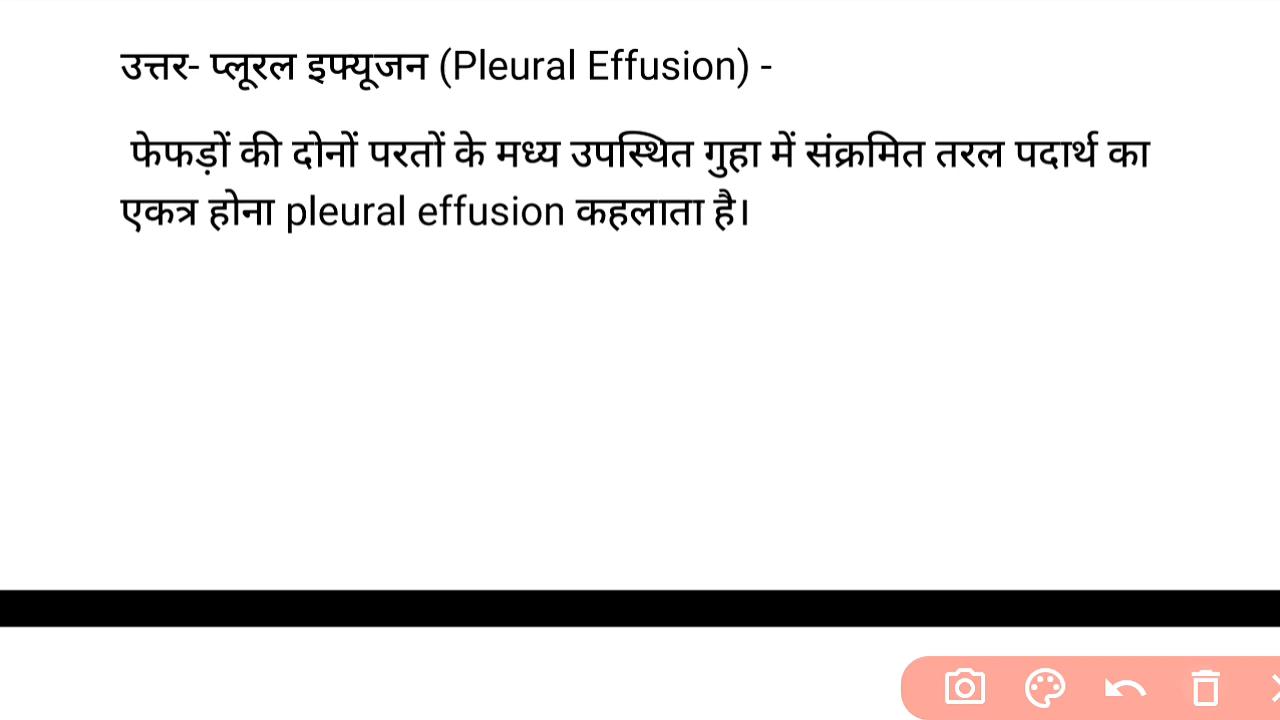 उत्तर- प्लूरल इफ्यूजन (Pleural Effusion) -
फेफड़ों की दोनों परतों के मध्य उपस्थित गुहा में संक्रमित तरल पदार्थ का
एकत्र होना pleural effusion कहलाता है।